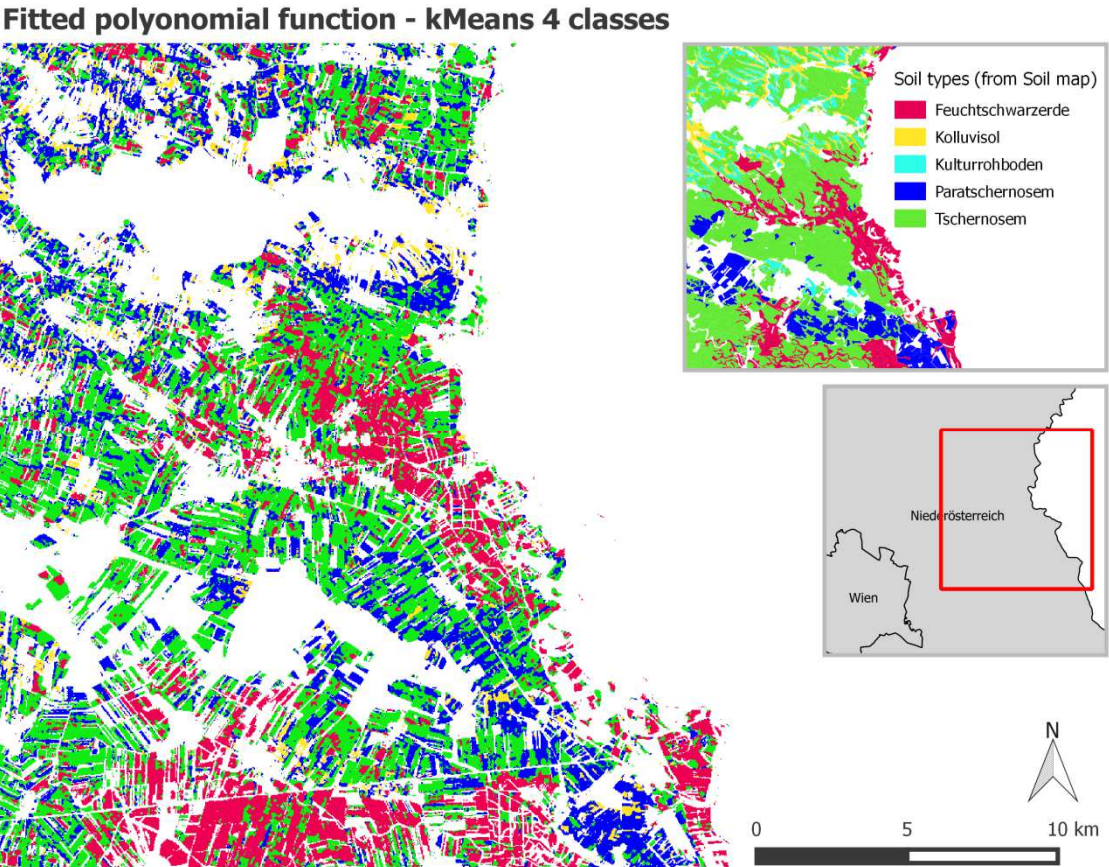 Fitted polyonomial function - kMeans 4 classes
Soil types (from Soil map)
Feuchtschwarzerde
Kolluvisol
Kulturrohboden
Paratschernosem
Tschernosem
Niederösterreich
Wien
N
0 5 10 km